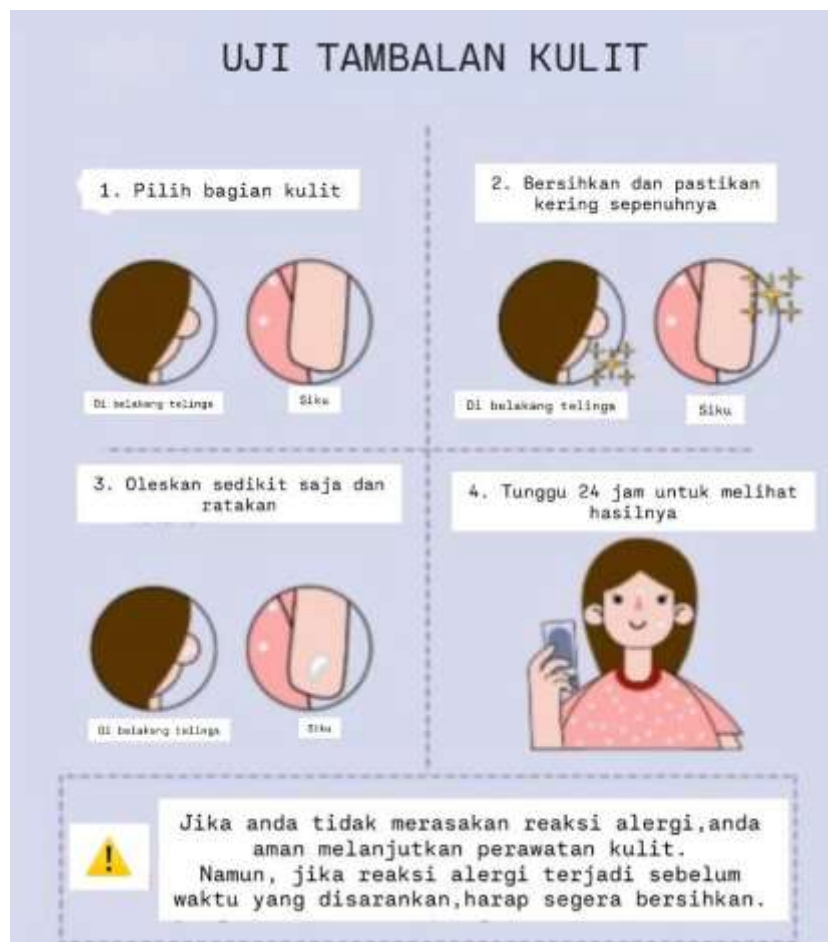 UJI TAMBALAN KULIT
1. Pilih bagian kulit
Di belakang telinga
Siku
2. Bersihkan dan pastikan
kering sepenuhnya
Di belakang telinga
Siku
3. Oleskan sedikit saja dan
ratakan
Di belakang telinga
Siku
4. Tunggu 24 jam untuk melihat
hasilnya
Jika anda tidak merasakan reaksi alergi,anda
aman melanjutkan perawatan kulit.
Namun, jika reaksi alergi terjadi sebelum
waktu yang disarankan,harap segera bersihkan.